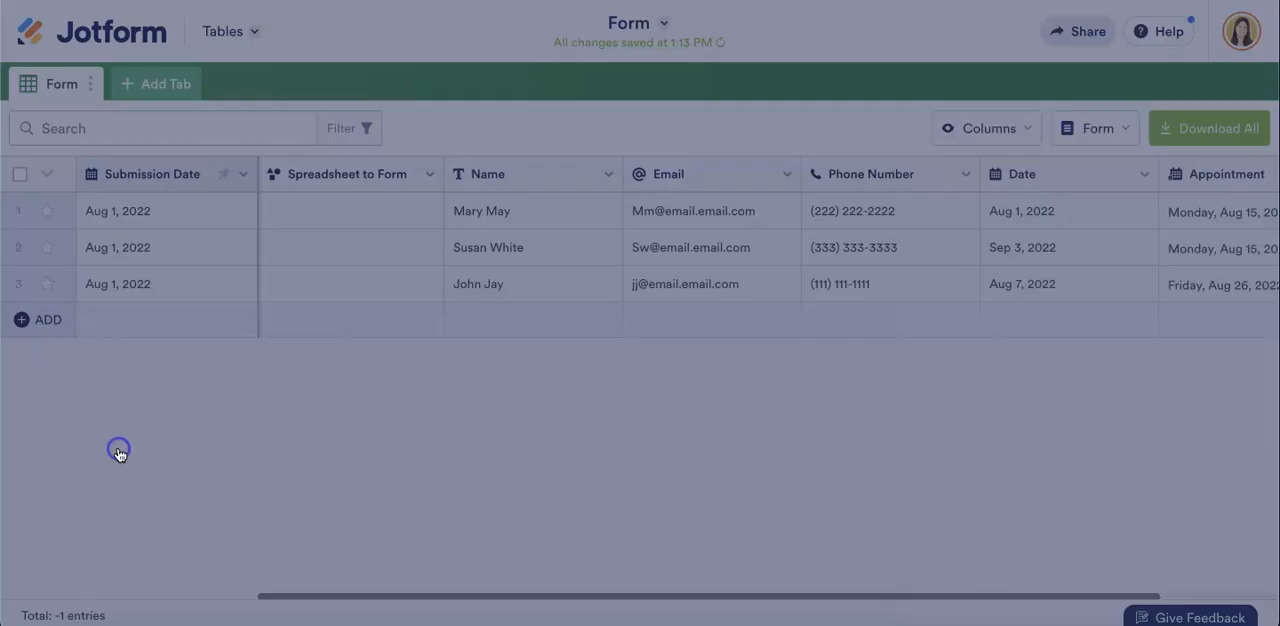 Jotform Tables Form Share Help
All changes saved at 1:13 PM
Form Add Tab
Search Filter Columns Form Download All
Submission Date Spreadsheet to Form Name Email Phone Number Date Appointment
1 Aug 1, 2022 Mary May Mm@email.email.com (222) 222-2222 Aug 1, 2022 Monday, Aug 15, 20
2 Aug 1, 2022 Susan White Sw@email.email.com (333) 333-3333 Sep 3, 2022 Monday, Aug 15, 20
3 Aug 1, 2022 John Jay jj@email.email.com (111) 111-1111 Aug 7, 2022 Friday, Aug 26, 202
ADD
Total: -1 entries Give Feedback